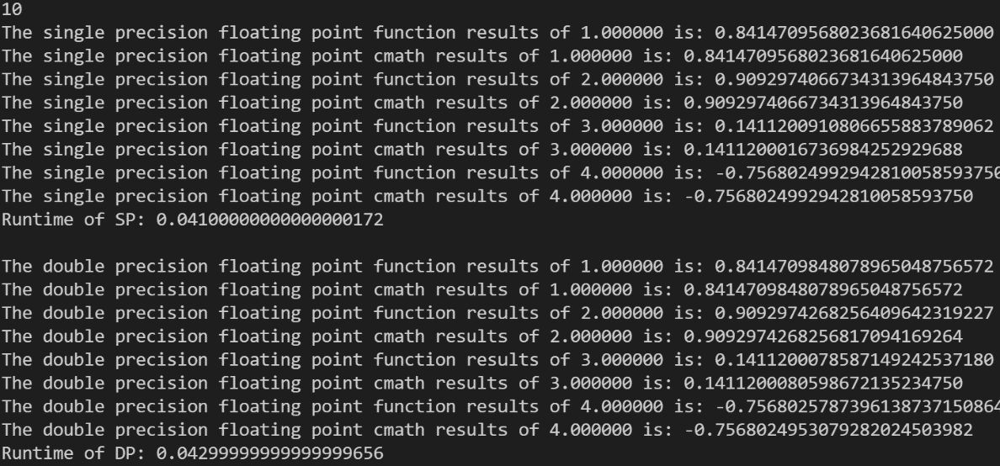 10
The single precision floating point function results of 1.000000 is: 0.8414709568023681640625000
The single precision floating point cmath results of 1.000000 is: 0.8414709568023681640625000
The single precision floating point function results of 2.000000 is: 0.9092974066734313964843750
The single precision floating point cmath results of 2.000000 is: 0.9092974066734313964843750
The single precision floating point function results of 3.000000 is: 0.1411200910806655883789062
The single precision floating point cmath results of 3.000000 is: 0.1411200016736984252929688
The single precision floating point function results of 4.000000 is: -0.7568024992942810058593750
The single precision floating point cmath results of 4.000000 is: -0.7568024992942810058593750
Runtime of SP: 0.04100000000000000172
The double precision floating point function results of 1.000000 is: 0.8414709848078965048756572
The double precision floating point cmath results of 1.000000 is: 0.8414709848078965048756572
The double precision floating point function results of 2.000000 is: 0.9092974268256409642319227
The double precision floating point cmath results of 2.000000 is: 0.9092974268256817094169264
The double precision floating point function results of 3.000000 is: 0.1411200078587149242537180
The double precision floating point cmath results of 3.000000 is: 0.1411200080598672135234750
The double precision floating point function results of 4.000000 is: -0.7568025787396138737150864
The double precision floating point cmath results of 4.000000 is: -0.7568024953079282024503982
Runtime of DP: 0.04299999999999999656